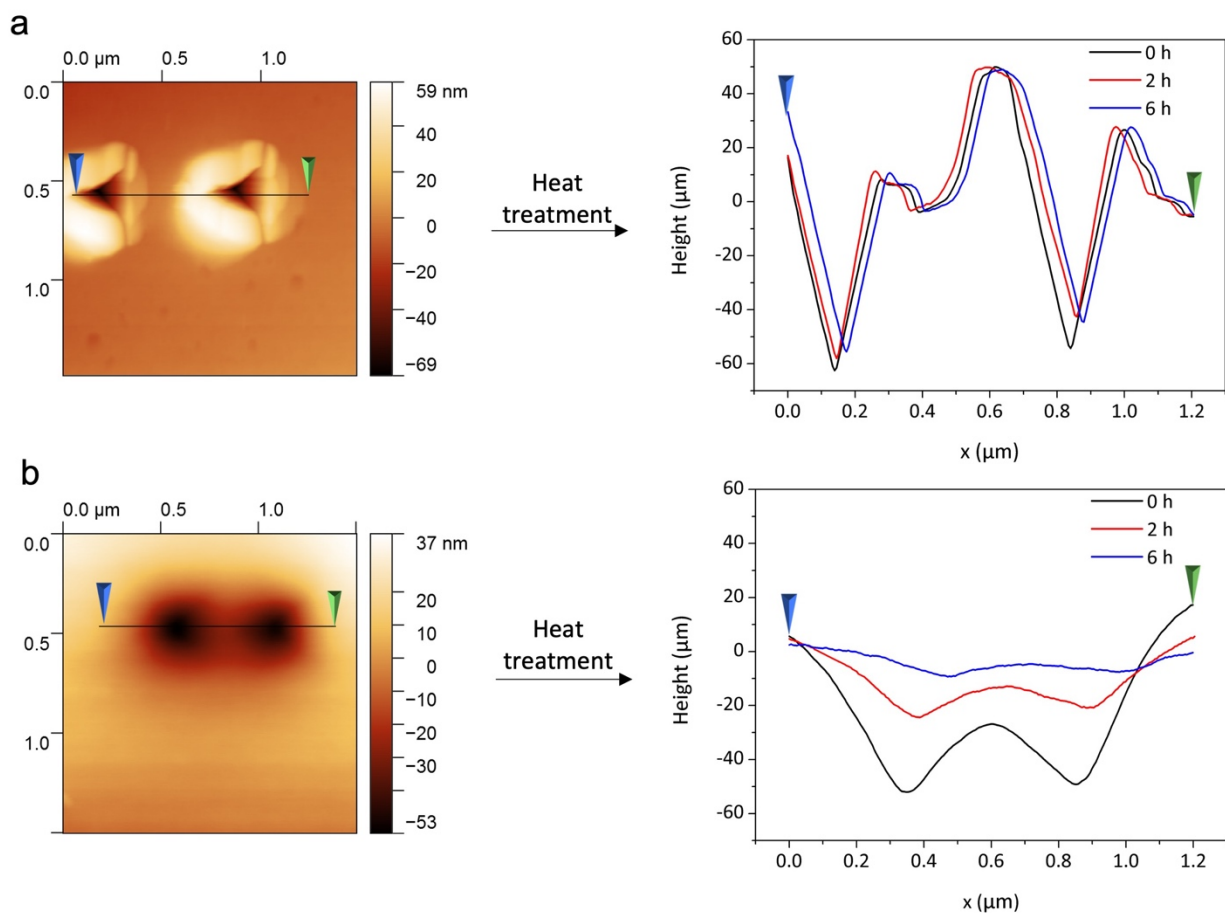 a
0.0 µm 0.5 1.0
0.0
0.5
1.0
59 nm
40
20
0
−20
−40
−69
Heat
treatment
60
40
20
0
-20
-40
-60
Height (µm)
0 h
2 h
6 h
0.0 0.2 0.4 0.6 0.8 1.0 1.2
x (µm)
b
0.0 µm 0.5 1.0
0.0
0.5
1.0
37 nm
20
10
0
−10
−20
−30
−53
Heat
treatment
60
40
20
0
-20
-40
-60
Height (µm)
0 h
2 h
6 h
0.0 0.2 0.4 0.6 0.8 1.0 1.2
x (µm)